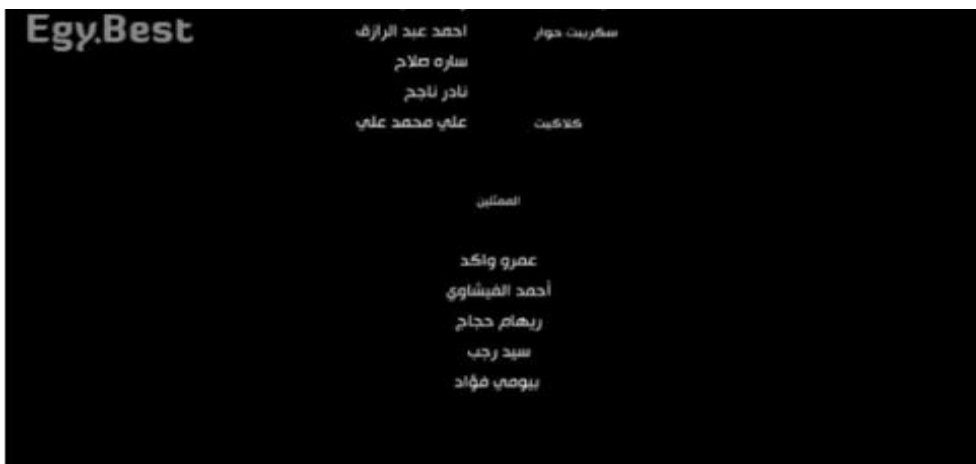 Egy.Best
سكريبت حوار احمد عبد الرازق
ساره صلاح
نادر ناجح
كلاكيت علي محمد علي
الممثلين
عمرو واكد
أحمد الفيشاوي
ريهام حجاج
سيد رجب
بيومي فؤاد